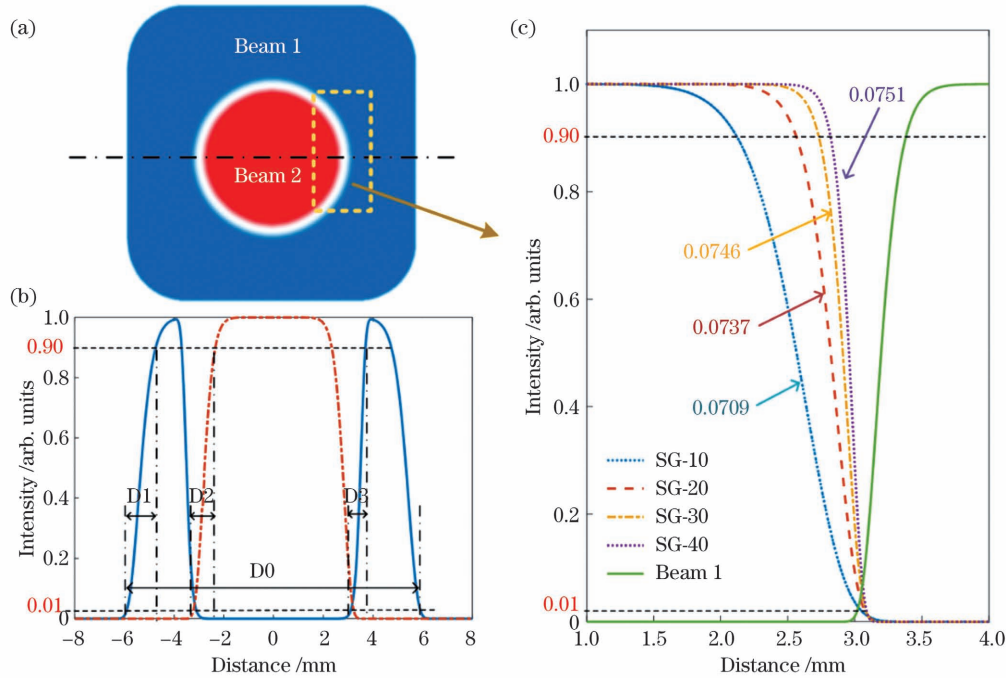 (a)
Beam 1
Beam 2
(b)
1.0
0.90
0.8
0.6
0.4
0.2
0.01
0
Intensity /arb. units
D1
D2
D3
D0
−8
−6
−4
−2
0
2
4
6
8
Distance /mm
(c)
1.0
0.90
0.8
0.6
0.4
0.2
0.01
0
Intensity /arb. units
0.0751
0.0746
0.0737
0.0709
SG-10
SG-20
SG-30
SG-40
Beam 1
1.0
1.5
2.0
2.5
3.0
3.5
4.0
Distance /mm